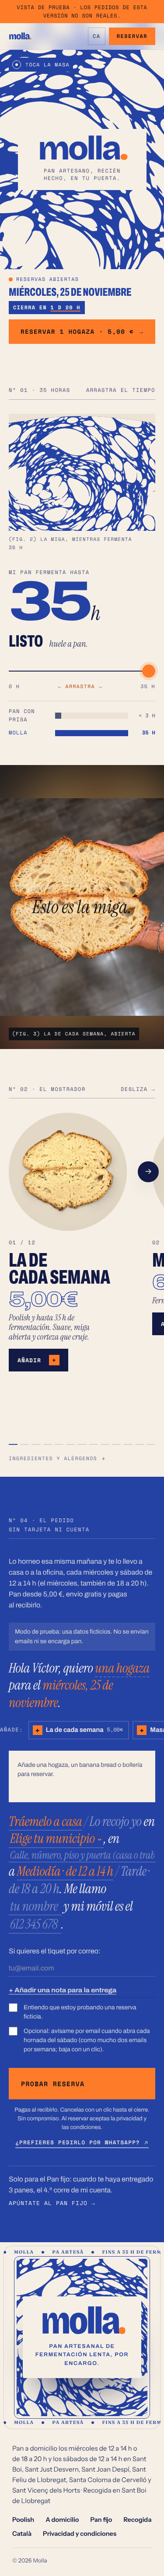 VISTA DE PRUEBA · LOS PEDIDOS DE ESTA
VERSIÓN NO SON REALES.
molla.
CA
RESERVAR
TOCA LA MASA
molla.
PAN ARTESANO, RECIÉN
HECHO, EN TU PUERTA.
RESERVAS ABIERTAS
MIÉRCOLES, 25 DE NOVIEMBRE
RESERVAR 1 HOGAZA · 5,00 € →
Nº 01 · 35 HORAS
ARRASTRA EL TIEMPO
(FIG. 2) LA MIGA, MIENTRAS FERMENTA
35 H
MI PAN FERMENTA HASTA
35h
LISTO huele a pan.
0 H
← ARRASTRA →
35 H
PAN CON
PRISA
< 3 H
MOLLA
35 H
Esto es la miga.
(FIG. 3) LA DE CADA SEMANA, ABIERTA
Nº 02 · EL MOSTRADOR
DESLIZA →
01 / 12
02
LA DE
CADA SEMANA
5,00€
Poolish y hasta 35 h de
fermentación. Suave, miga
abierta y corteza que cruje.
AÑADIR +
INGREDIENTES Y ALÉRGENOS +
Nº 04 · EL PEDIDO
SIN TARJETA NI CUENTA
Lo horneo esa misma mañana y te lo llevo a
casa o a la oficina, cada miércoles y sábado de
12 a 14 h (el miércoles, también de 18 a 20 h).
Pan desde 5,00 €, envío gratis y pagas
al recibirlo.
Modo de prueba: usa datos ficticios. No se envían
emails ni se encarga pan.
Hola Víctor, quiero una hogaza
para el miércoles, 25 de
noviembre.
AÑADE:
+ La de cada semana 5,00€
+ Masa
Añade una hogaza, un banana bread o bollería
para reservar.
Tráemelo a casa / Lo recojo yo en
Elige tu municipio, en
Calle, número, piso y puerta (casa o trab
a Mediodía · de 12 a 14 h / Tarde ·
de 18 a 20 h. Me llamo
tu nombre y mi móvil es el
612 345 678.
Si quieres el tíquet por correo:
tu@email.com
+ Añadir una nota para la entrega
Entiendo que estoy probando una reserva
ficticia.
Opcional: avísame por email cuando abra cada
hornada del sábado (como mucho dos emails
por semana; baja con un clic).
PROBAR RESERVA
Pagas al recibirlo. Cancelas con un clic hasta el cierre.
Sin compromiso. Al reservar aceptas la privacidad y
las condiciones.
¿PREFIERES PEDIRLO POR WHATSAPP? ↗
Solo para el Pan fijo: cuando te haya entregado
3 panes, el 4.º corre de mi cuenta.
APÚNTATE AL PAN FIJO →
MOLLA PA ARTESÀ FINS A 35 H DE FERM
molla.
PAN ARTESANAL DE
FERMENTACIÓN LENTA, POR
ENCARGO.
MOLLA PA ARTESÀ FINS A 35 H DE FERM
Pan a domicilio los miércoles de 12 a 14 h o
de 18 a 20 h y los sábados de 12 a 14 h en Sant
Boi, Sant Just Desvern, Sant Joan Despí, Sant
Feliu de Llobregat, Santa Coloma de Cervelló y
Sant Vicenç dels Horts · Recogida en Sant Boi
de Llobregat
Poolish
A domicilio
Pan fijo
Recogida
Català
Privacidad y condiciones
© 2026 Molla